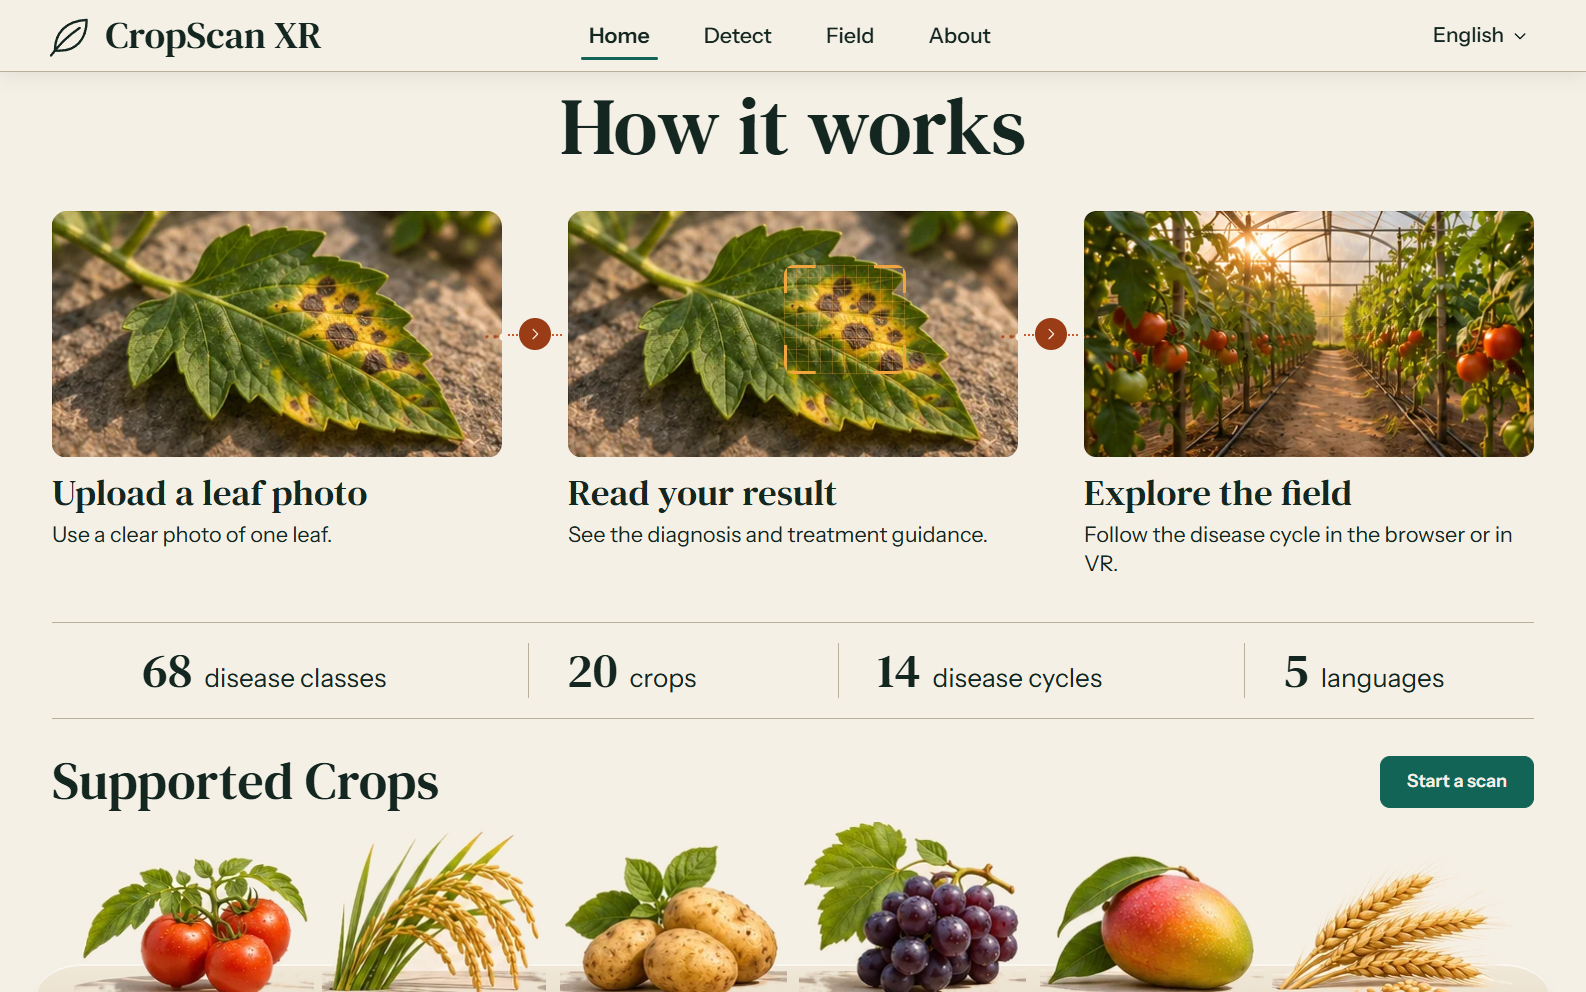 CropScan XR
Home
Detect
Field
About
English
How it works
Upload a leaf photo
Use a clear photo of one leaf.
Read your result
See the diagnosis and treatment guidance.
Explore the field
Follow the disease cycle in the browser or in
VR.
68 disease classes
20 crops
14 disease cycles
5 languages
Supported Crops
Start a scan